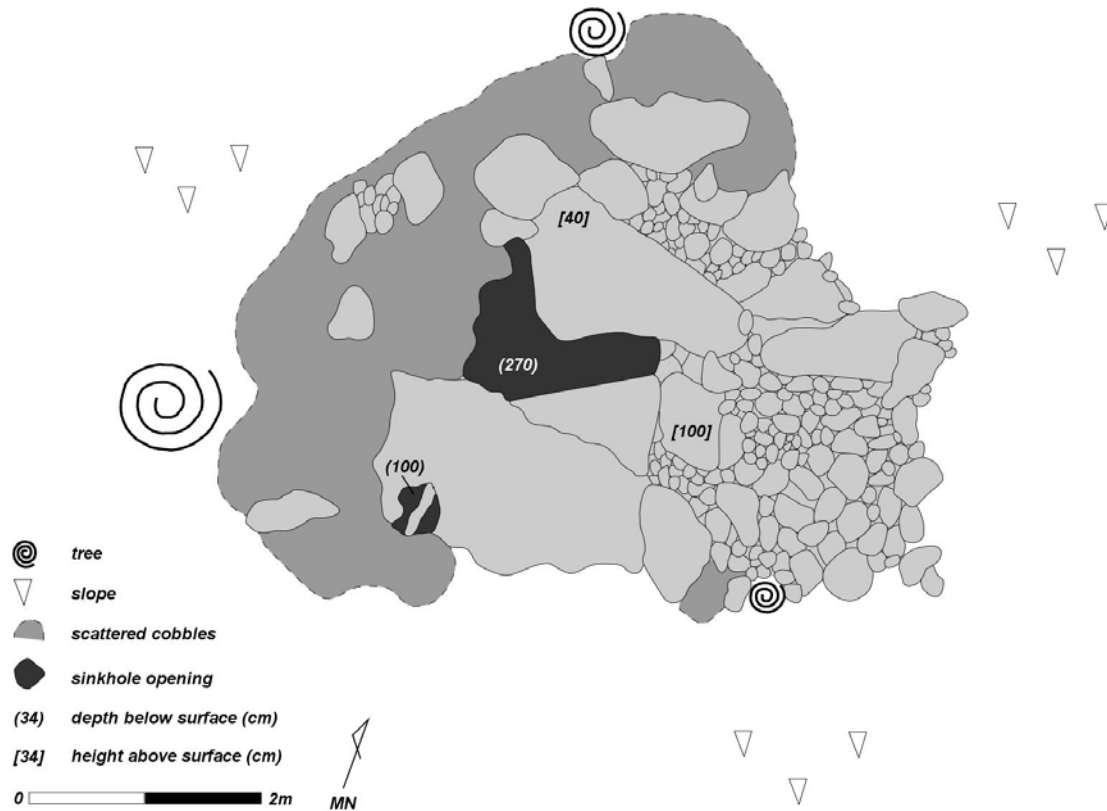 [40]
(270)
[100]
(100)
tree
slope
scattered cobbles
sinkhole opening
(34) depth below surface (cm)
[34] height above surface (cm)
0 2m
MN